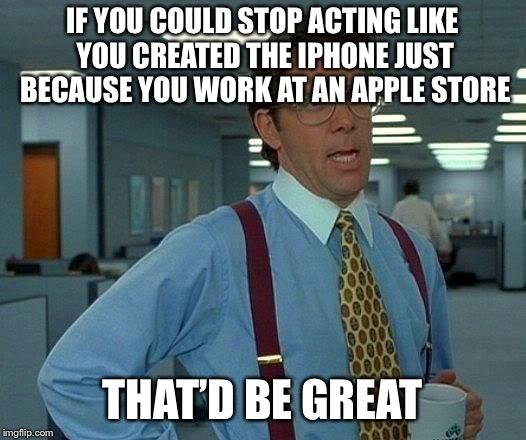 IF YOU COULD STOP ACTING LIKE
YOU CREATED THE IPHONE JUST
BECAUSE YOU WORK AT AN APPLE STORE
THAT'D BE GREAT
imgflip.com